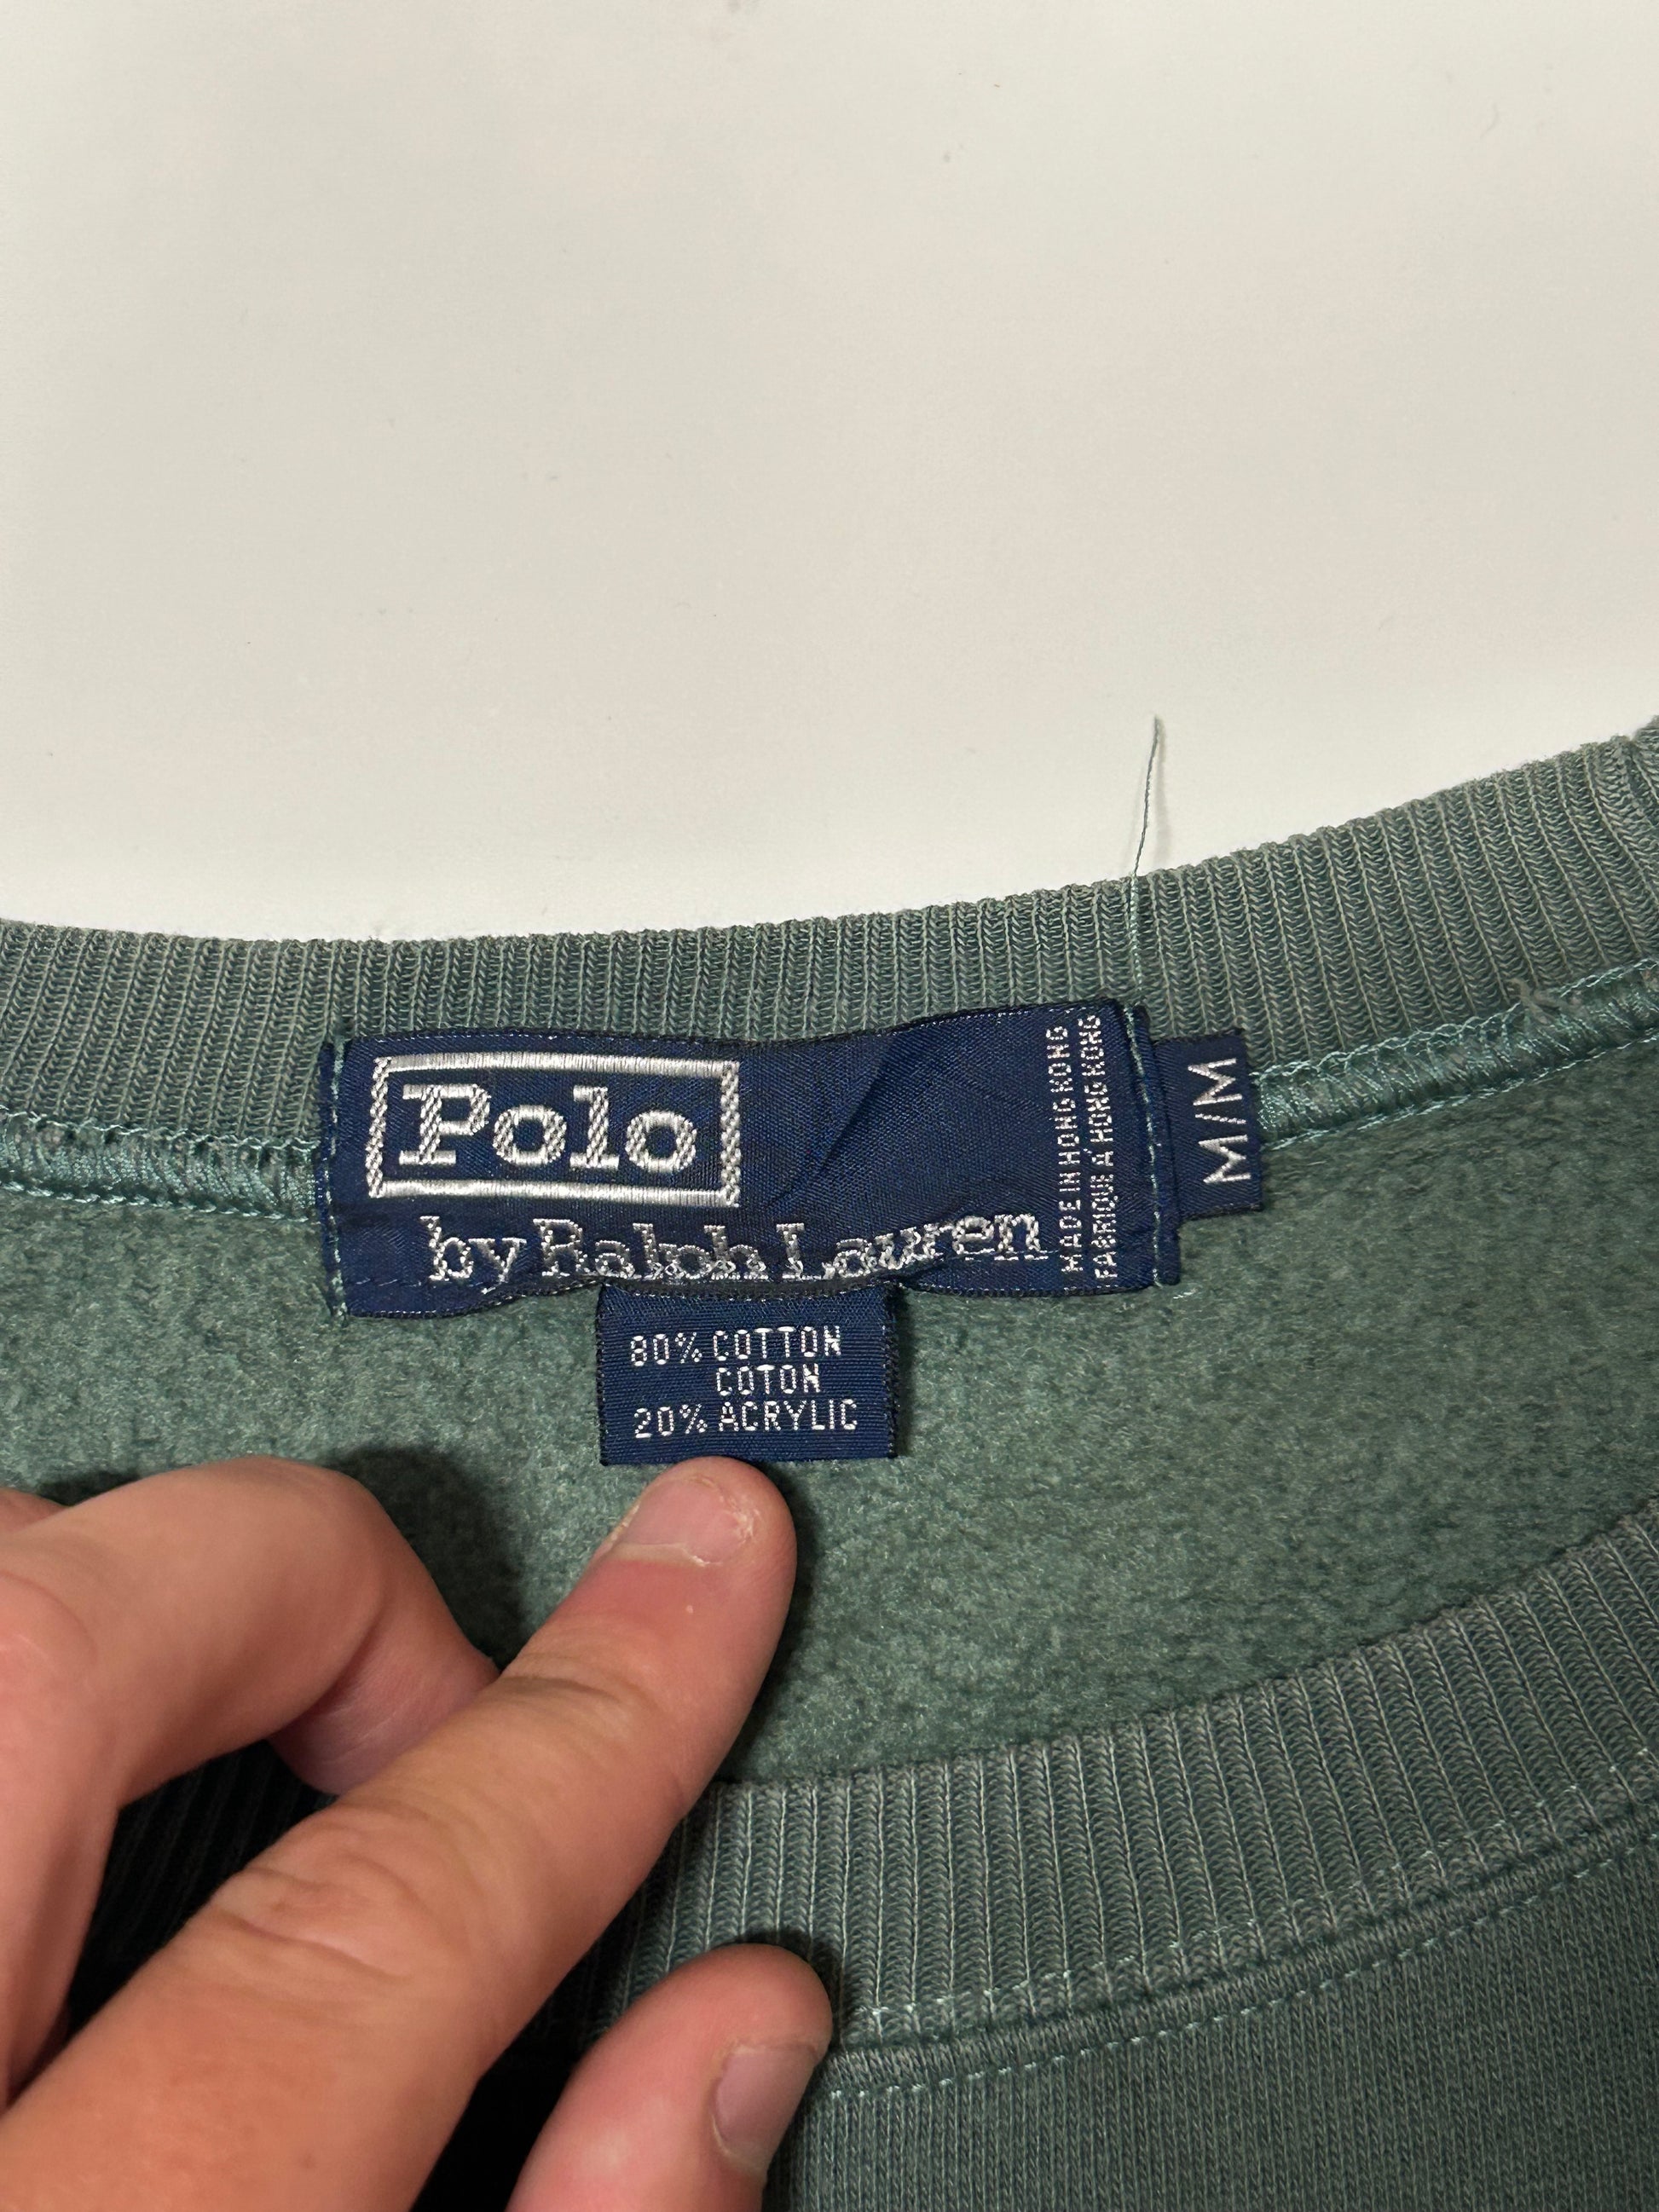 Polo
by Ralph Lauren
MADE IN HONG KONG
FABRIQUÉ À HONG KONG
M/M
80% COTTON
COTON
20% ACRYLIC